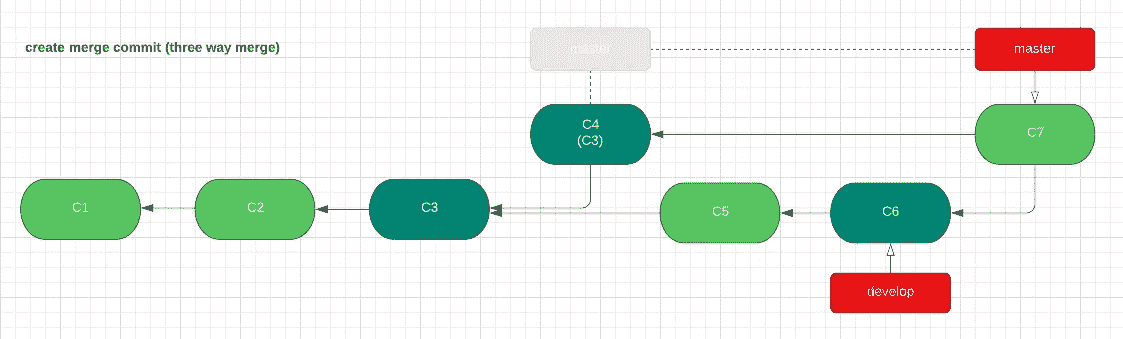 create merge commit (three way merge)
master
master
C4
(C3)
C7
C1
C2
C3
C5
C6
develop